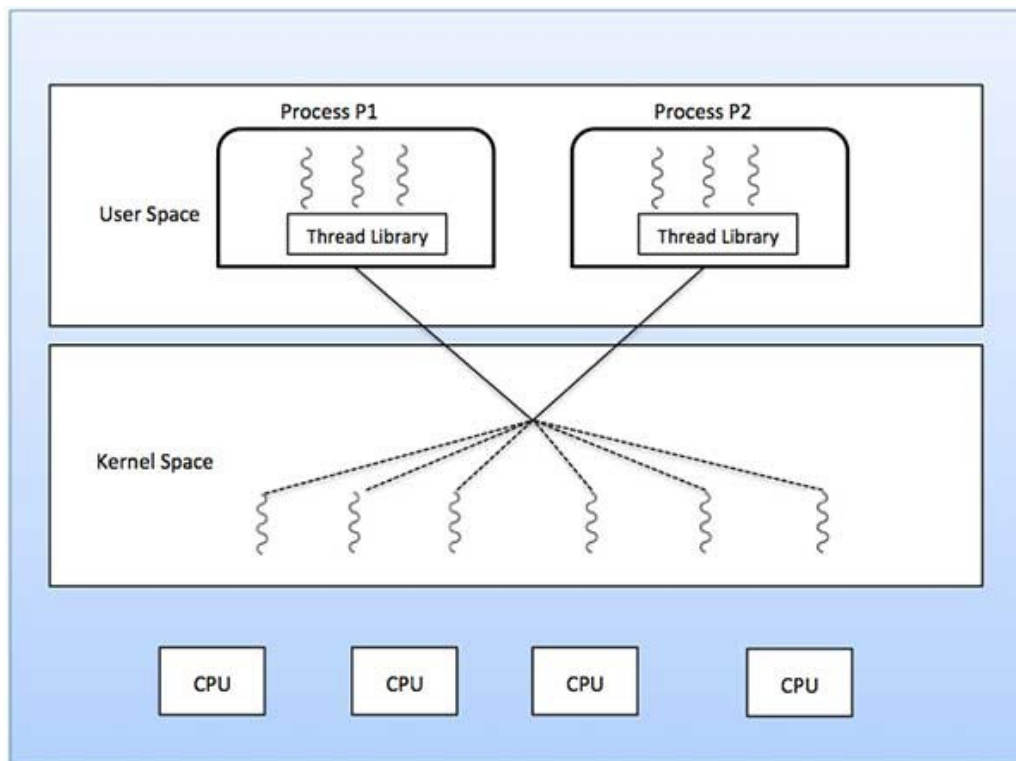 Process P1
Process P2
User Space
Thread Library
Thread Library
Kernel Space
CPU
CPU
CPU
CPU